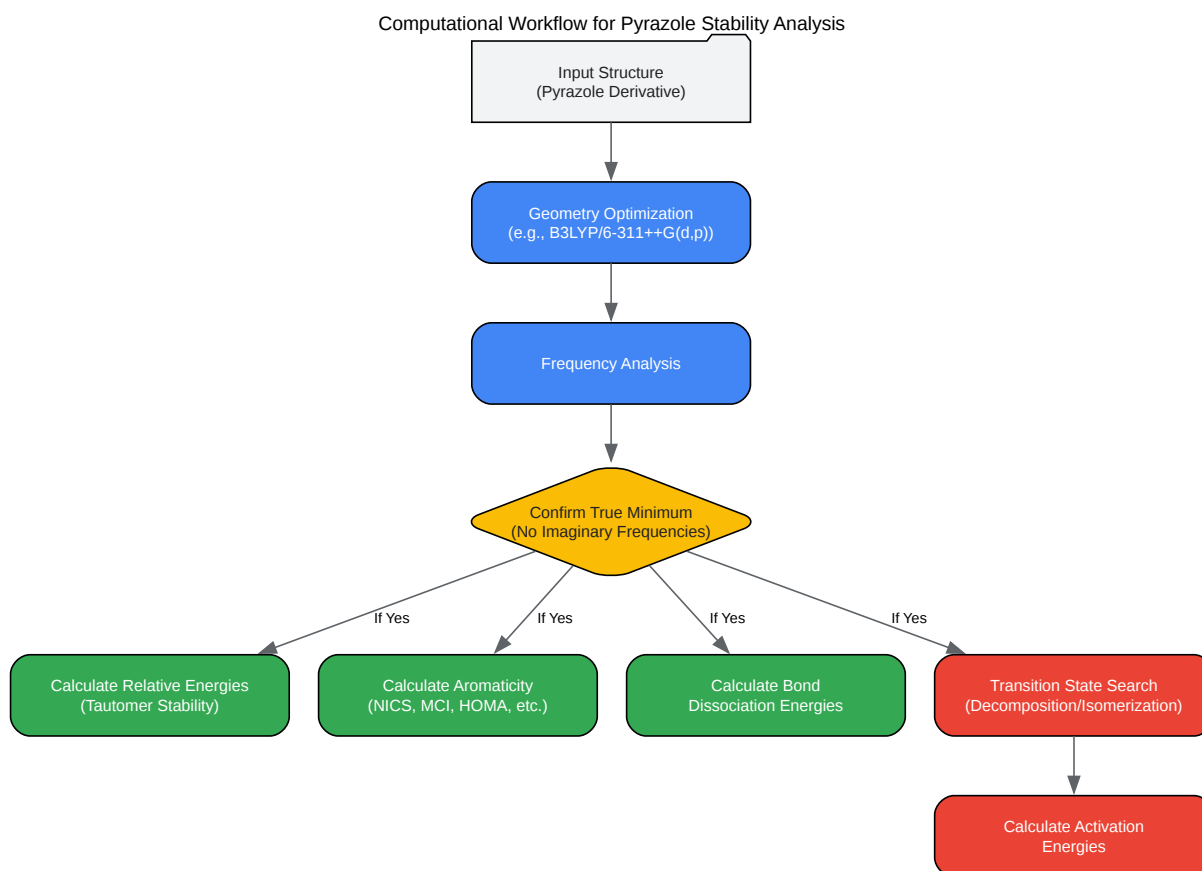 Computational Workflow for Pyrazole Stability Analysis
Input Structure
(Pyrazole Derivative)
Geometry Optimization
(e.g., B3LYP/6-311++G(d,p))
Frequency Analysis
Confirm True Minimum
(No Imaginary Frequencies)
If Yes
If Yes
If Yes
If Yes
Calculate Relative Energies
(Tautomer Stability)
Calculate Aromaticity
(NICS, MCI, HOMA, etc.)
Calculate Bond
Dissociation Energies
Transition State Search
(Decomposition/Isomerization)
Calculate Activation
Energies